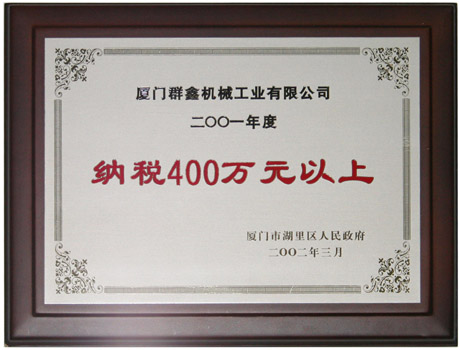 厦门群鑫机械工业有限公司
二〇〇一年度
纳税400万元以上
厦门市湖里区人民政府
二〇〇二年三月